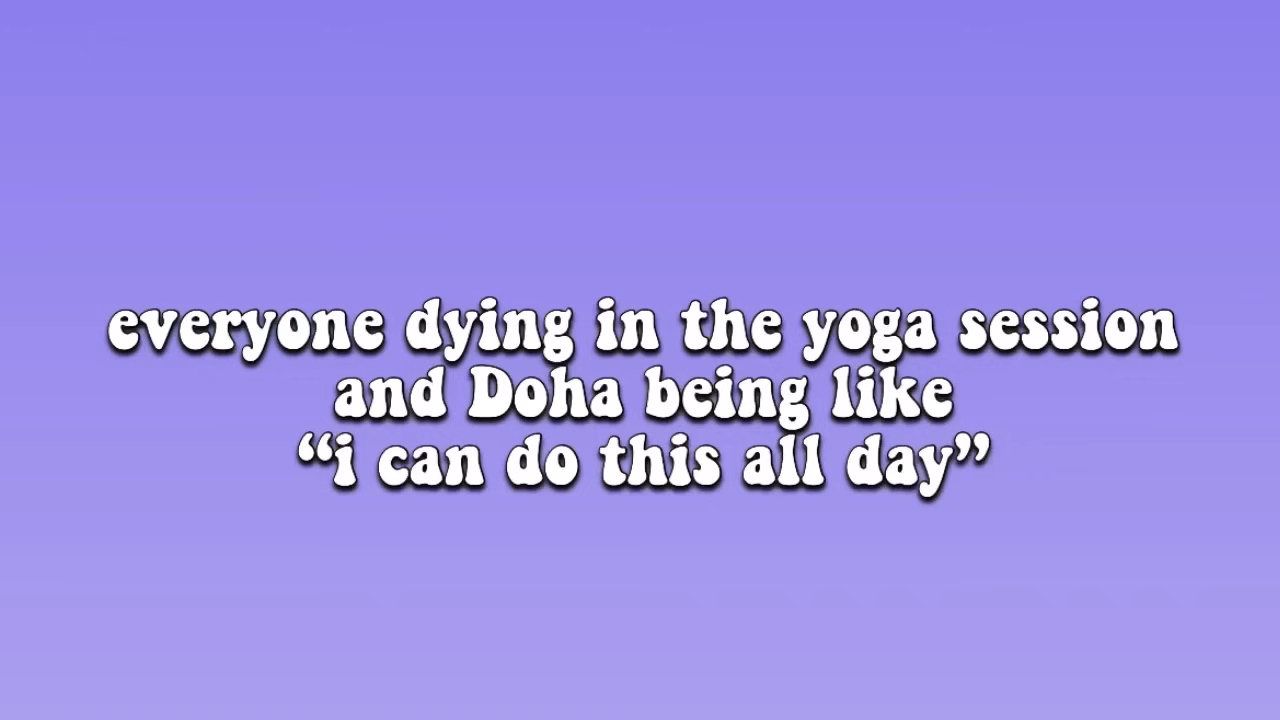 everyone dying in the yoga session
and Doha being like
“i can do this all day”